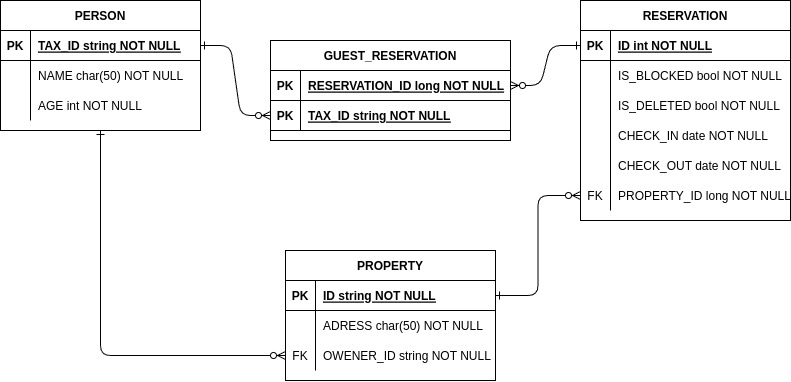 PERSON
PK TAX_ID string NOT NULL
NAME char(50) NOT NULL
AGE int NOT NULL
GUEST_RESERVATION
PK RESERVATION_ID long NOT NULL
PK TAX_ID string NOT NULL
RESERVATION
PK ID int NOT NULL
IS_BLOCKED bool NOT NULL
IS_DELETED bool NOT NULL
CHECK_IN date NOT NULL
CHECK_OUT date NOT NULL
FK PROPERTY_ID long NOT NULL
PROPERTY
PK ID string NOT NULL
ADRESS char(50) NOT NULL
FK OWENER_ID string NOT NULL